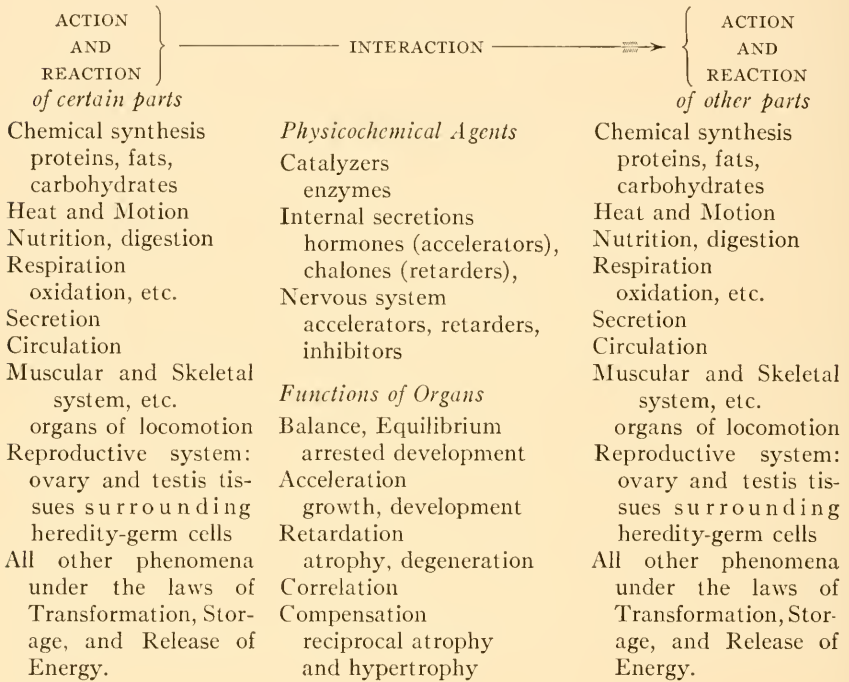 ACTION
AND
REACTION
of certain parts
INTERACTION
ACTION
AND
REACTION
of other parts
Chemical synthesis
proteins, fats,
carbohydrates
Heat and Motion
Nutrition, digestion
Respiration
oxidation, etc.
Secretion
Circulation
Muscular and Skeletal
system, etc.
organs of locomotion
Reproductive system:
ovary and testis tis-
sues surrounding
heredity-germ cells
All other phenomena
under the laws of
Transformation, Stor-
age, and Release of
Energy.
Physicochemical Agents
Catalyzers
enzymes
Internal secretions
hormones (accelerators),
chalones (retarders),
Nervous system
accelerators, retarders,
inhibitors
Functions of Organs
Balance, Equilibrium
arrested development
Acceleration
growth, development
Retardation
atrophy, degeneration
Correlation
Compensation
reciprocal atrophy
and hypertrophy
Chemical synthesis
proteins, fats,
carbohydrates
Heat and Motion
Nutrition, digestion
Respiration
oxidation, etc.
Secretion
Circulation
Muscular and Skeletal
system, etc.
organs of locomotion
Reproductive system:
ovary and testis tis-
sues surrounding
heredity-germ cells
All other phenomena
under the laws of
Transformation, Stor-
age, and Release of
Energy.